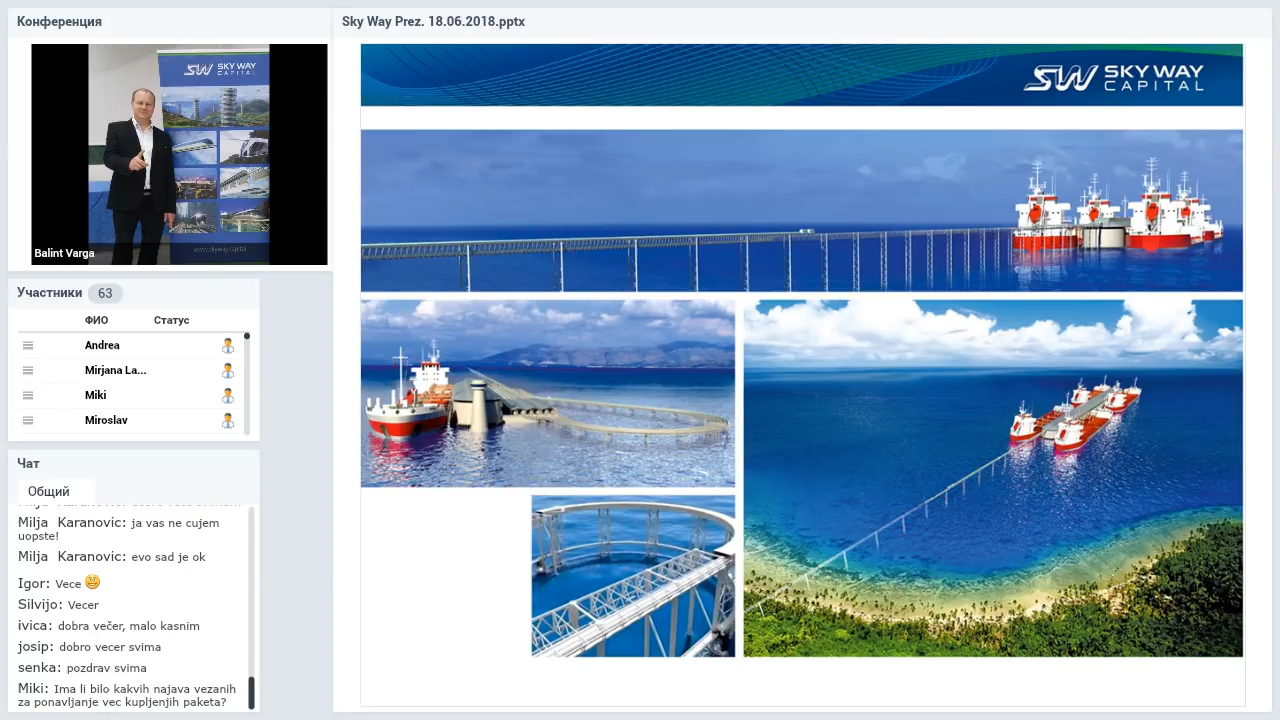 Конференция
Sky Way Prez. 18.06.2018.pptx
SW SKY WAY
CAPITAL
Balint Varga
SW SKY WAY
CAPITAL
Участники 63
ФИО Статус
Andrea
Mirjana La...
Miki
Miroslav
Чат
Общий
Milja Karanovic: ja vas ne cujem
uopste!
Milja Karanovic: evo sad je ok
Igor: Vece
Silvijo: Vecer
ivica: dobra večer, malo kasnim
josip: dobro vecer svima
senka: pozdrav svima
Miki: Ima li bilo kakvih najava vezanih
za ponavljanje vec kupljenjih paketa?